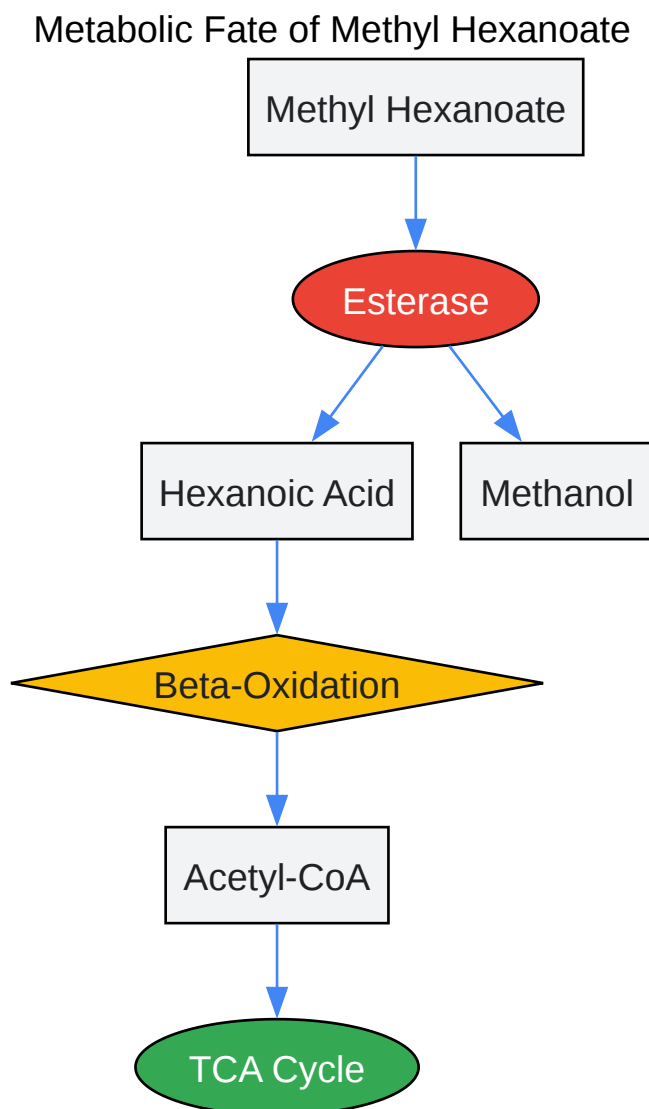 Metabolic Fate of Methyl Hexanoate
Methyl Hexanoate
Esterase
Hexanoic Acid
Methanol
Beta-Oxidation
Acetyl-CoA
TCA Cycle